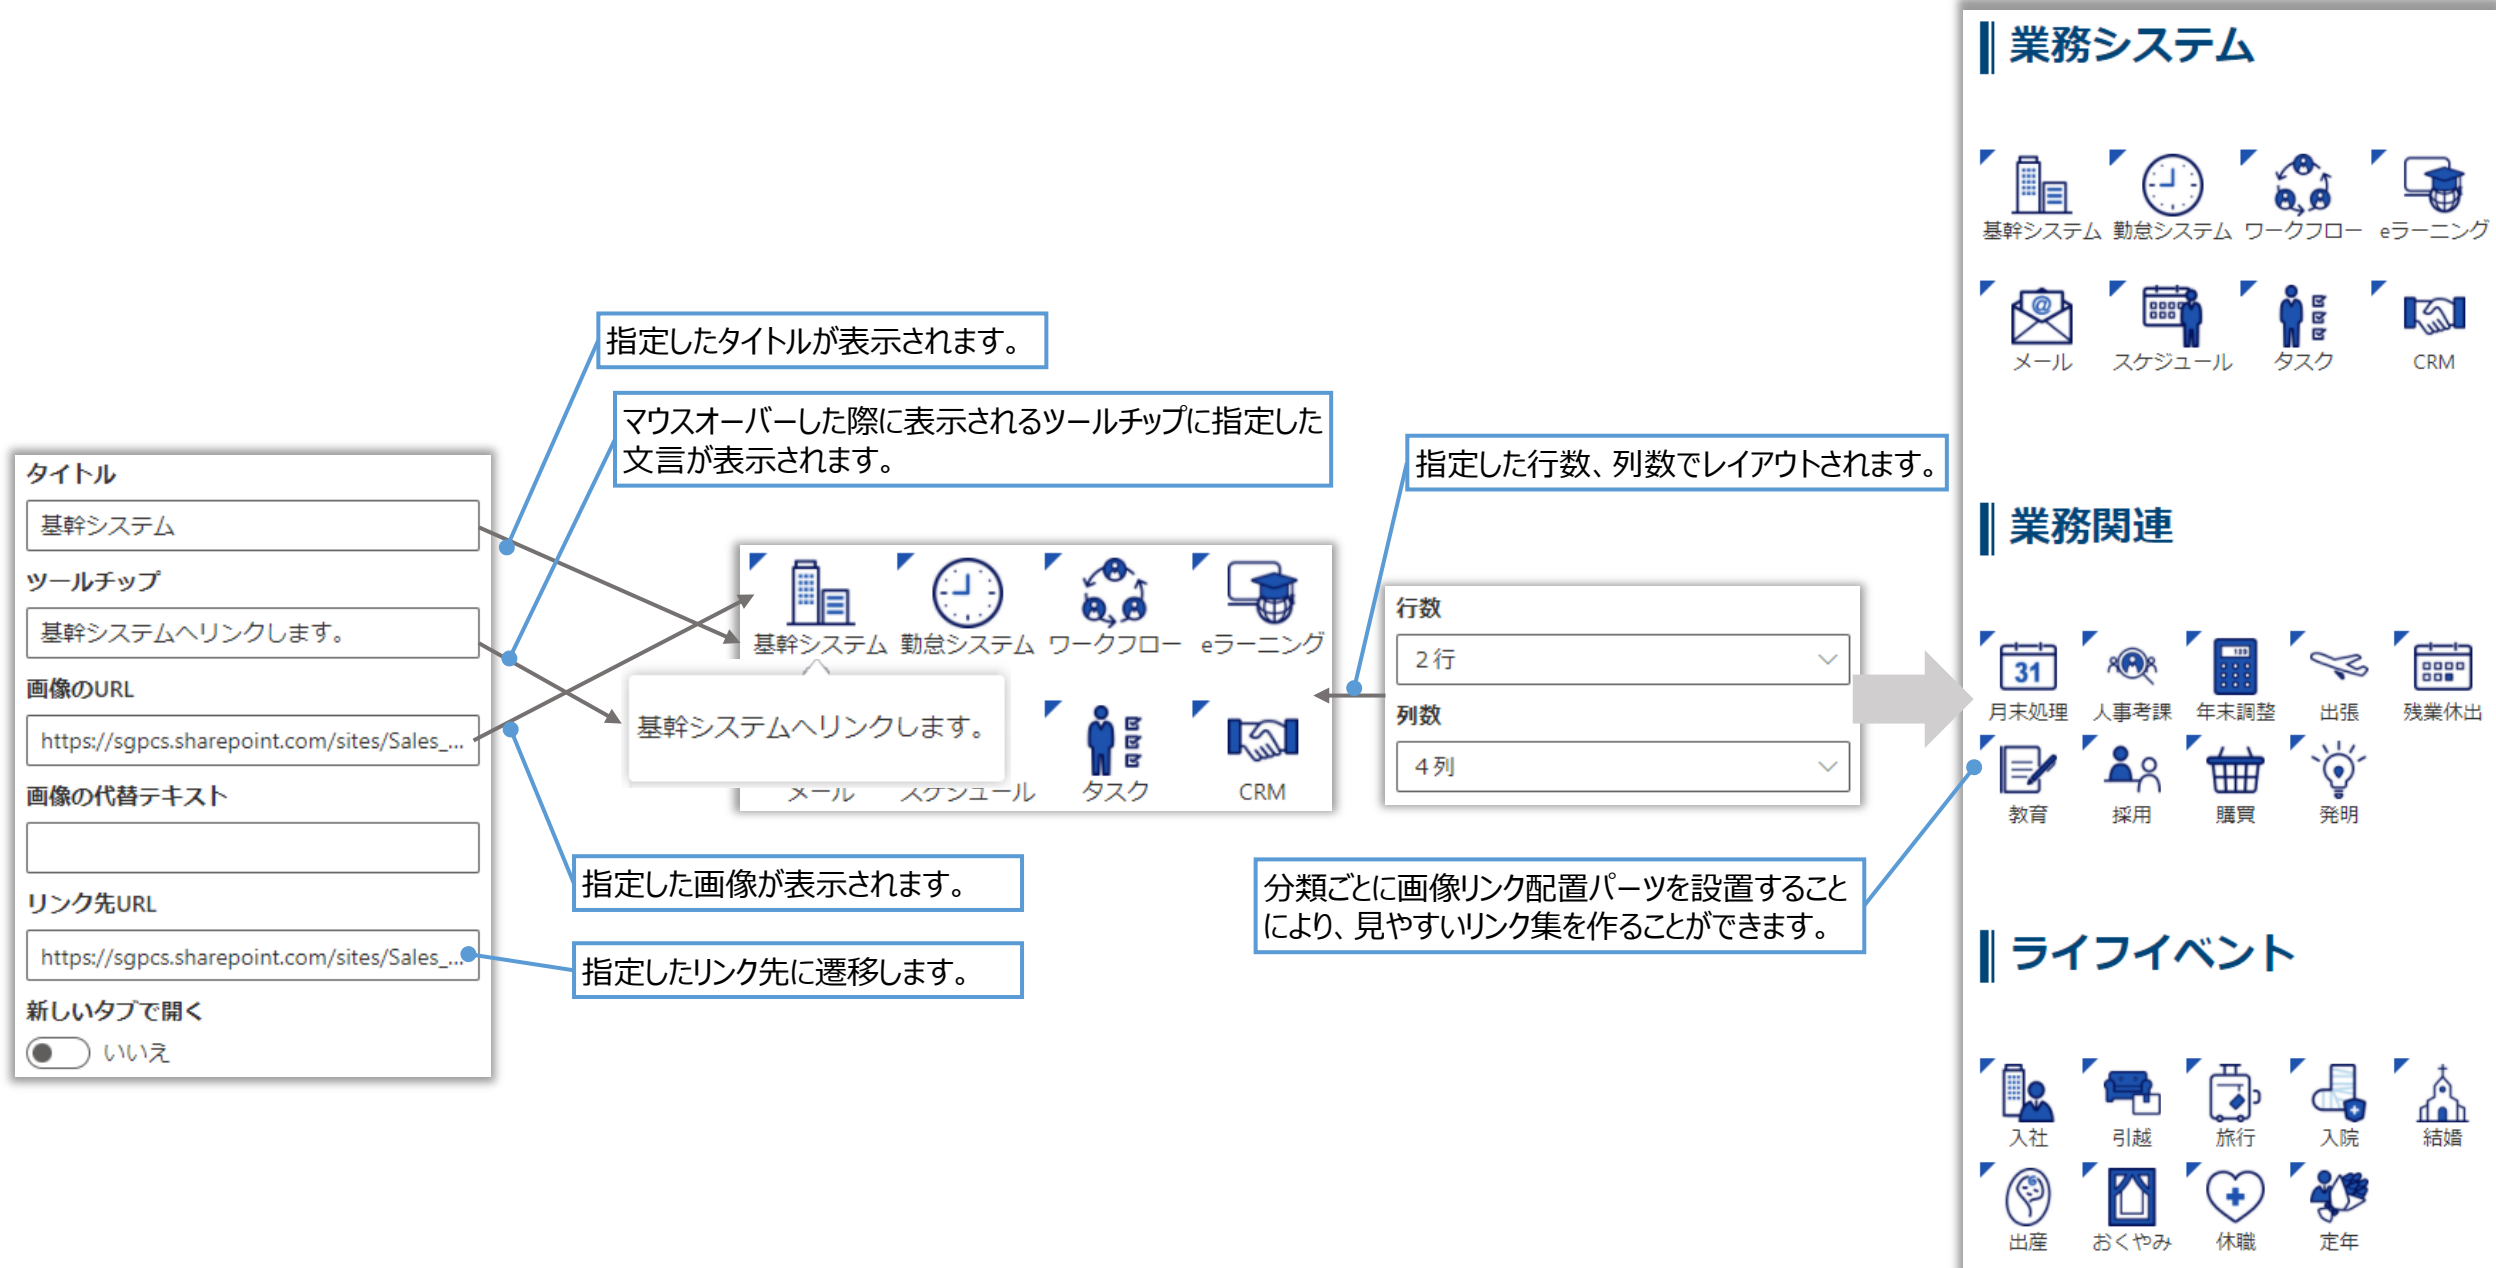 タイトル
基幹システム
ツールチップ
基幹システムへリンクします。
画像のURL
https://sgpcs.sharepoint.com/sites/Sales_...
画像の代替テキスト
リンク先URL
https://sgpcs.sharepoint.com/sites/Sales_...
新しいタブで開く
いいえ
指定したタイトルが表示されます。
マウスオーバーした際に表示されるツールチップに指定した
文言が表示されます。
基幹システム 勤怠システム ワークフロー eラーニング
基幹システムへリンクします。
メール スケジュール タスク CRM
指定した画像が表示されます。
指定したリンク先に遷移します。
指定した行数、列数でレイアウトされます。
行数
2行
列数
4列
分類ごとに画像リンク配置パーツを設置すること
により、見やすいリンク集を作ることができます。
業務システム
基幹システム 勤怠システム ワークフロー eラーニング
メール スケジュール タスク CRM
業務関連
31
月末処理 人事考課 年末調整 出張 残業休出
教育 採用 購買 発明
ライフイベント
入社 引越 旅行 入院 結婚
出産 おくやみ 休職 定年